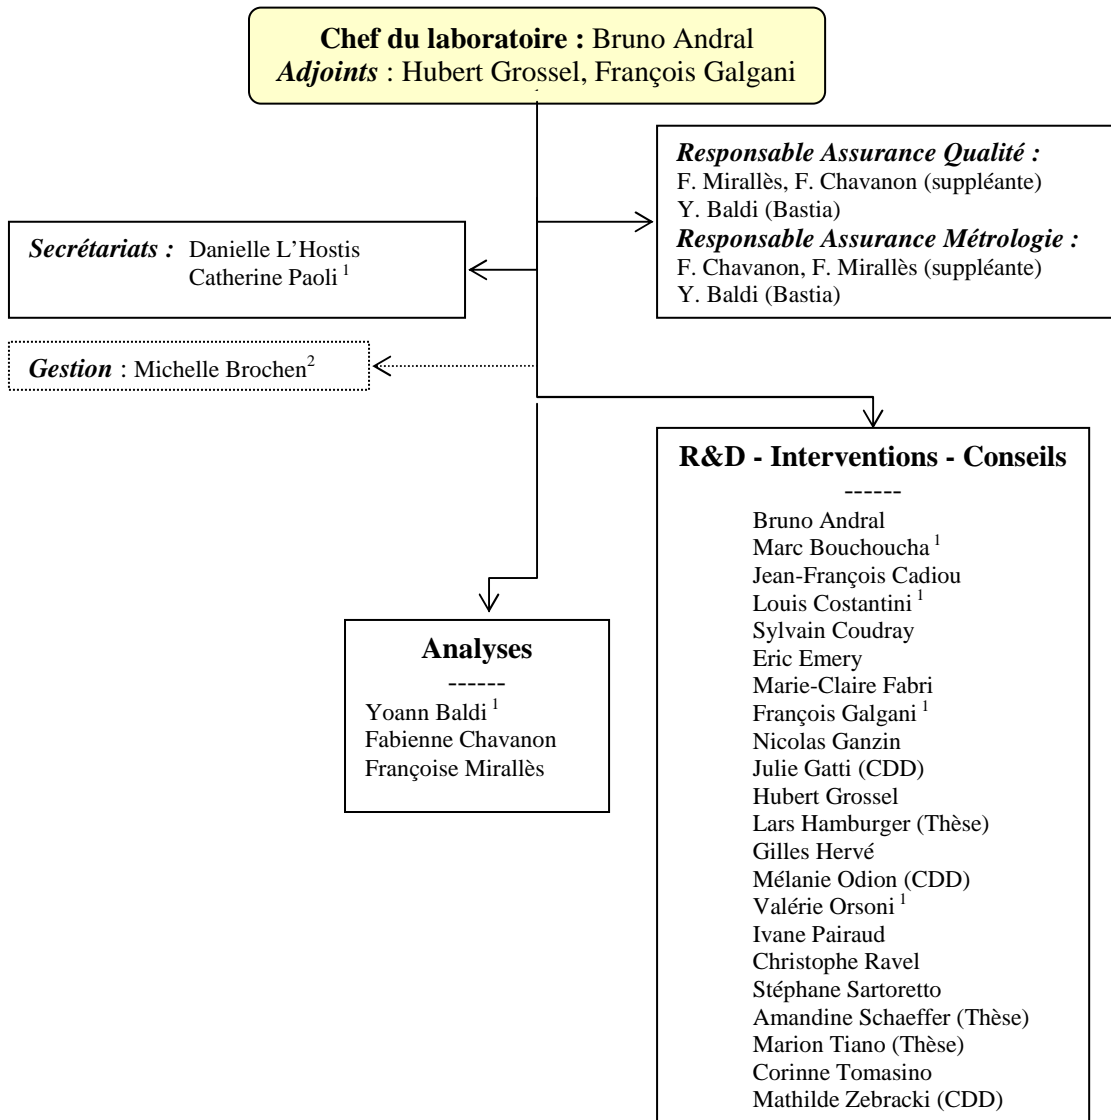 Chef du laboratoire : Bruno Andral
Adjoints : Hubert Grossel, François Galgani
Responsable Assurance Qualité :
F. Mirallès, F. Chavanon (suppléante)
Y. Baldi (Bastia)
Responsable Assurance Métrologie :
F. Chavanon, F. Mirallès (suppléante)
Y. Baldi (Bastia)
Secrétariats : Danielle L'Hostis
Catherine Paoli 1
Gestion : Michelle Brochen2
R&D - Interventions - Conseils
------
Bruno Andral
Marc Bouchoucha 1
Jean-François Cadiou
Louis Costantini 1
Sylvain Coudray
Eric Emery
Marie-Claire Fabri
François Galgani 1
Nicolas Ganzin
Julie Gatti (CDD)
Hubert Grossel
Lars Hamburger (Thèse)
Gilles Hervé
Mélanie Odion (CDD)
Valérie Orsoni 1
Ivane Pairaud
Christophe Ravel
Stéphane Sartoretto
Amandine Schaeffer (Thèse)
Marion Tiano (Thèse)
Corinne Tomasino
Mathilde Zebracki (CDD)
Analyses
------
Yoann Baldi 1
Fabienne Chavanon
Françoise Mirallès